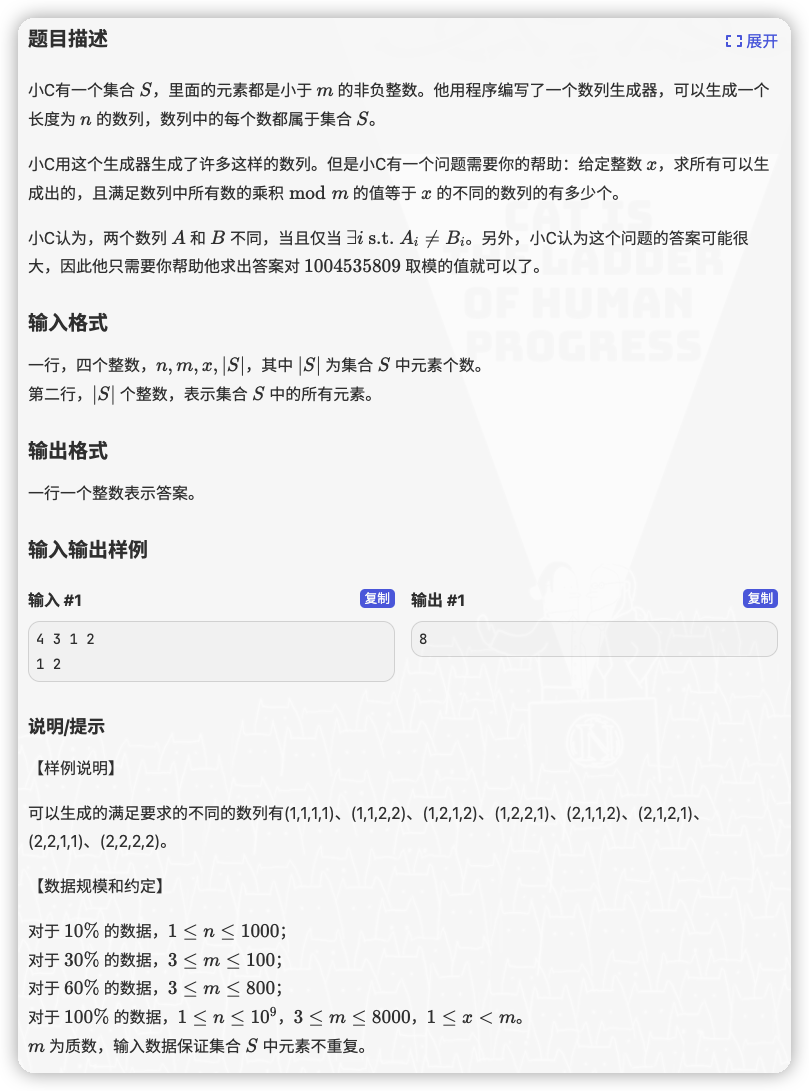 题目描述
展开
小C有一个集合 S，里面的元素都是小于 m 的非负整数。他用程序编写了一个数列生成器，可以生成一个
长度为 n 的数列，数列中的每个数都属于集合 S。
小C用这个生成器生成了许多这样的数列。但是小C有一个问题需要你的帮助：给定整数 x，求所有可以生
成出的，且满足数列中所有数的乘积 mod m 的值等于 x 的不同的数列的有多少个。
小C认为，两个数列 A 和 B 不同，当且仅当 ∃i s.t. A_i ≠ B_i。另外，小C认为这个问题的答案可能很
大，因此他只需要你帮助他求出答案对 1004535809 取模的值就可以了。
CAT IS
LADDER
OF HUMAN
PROGRESS
输入格式
一行，四个整数，n, m, x, |S|，其中 |S| 为集合 S 中元素个数。
第二行，|S| 个整数，表示集合 S 中的所有元素。
输出格式
一行一个整数表示答案。
输入输出样例
输入 #1 复制
4 3 1 2
1 2
输出 #1 复制
8
说明/提示
【样例说明】
可以生成的满足要求的不同的数列有(1,1,1,1)、(1,1,2,2)、(1,2,1,2)、(1,2,2,1)、(2,1,1,2)、(2,1,2,1)、
(2,2,1,1)、(2,2,2,2)。
【数据规模和约定】
对于 10% 的数据，1 ≤ n ≤ 1000；
对于 30% 的数据，3 ≤ m ≤ 100；
对于 60% 的数据，3 ≤ m ≤ 800；
对于 100% 的数据，1 ≤ n ≤ 10^9，3 ≤ m ≤ 8000，1 ≤ x < m。
m 为质数，输入数据保证集合 S 中元素不重复。